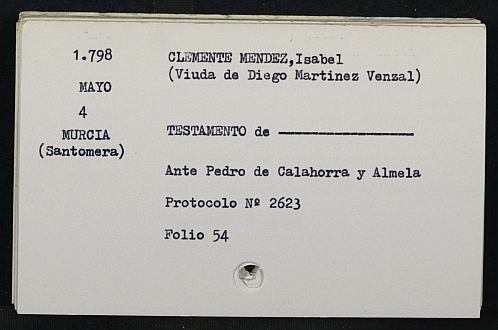 1.798
MAYO
4
MURCIA
(Santomera)
CLEMENTE MENDEZ,Isabel
(Viuda de Diego Martinez Venzal)
TESTAMENTO de ----------------
Ante Pedro de Calahorra y Almela
Protocolo Nº 2623
Folio 54